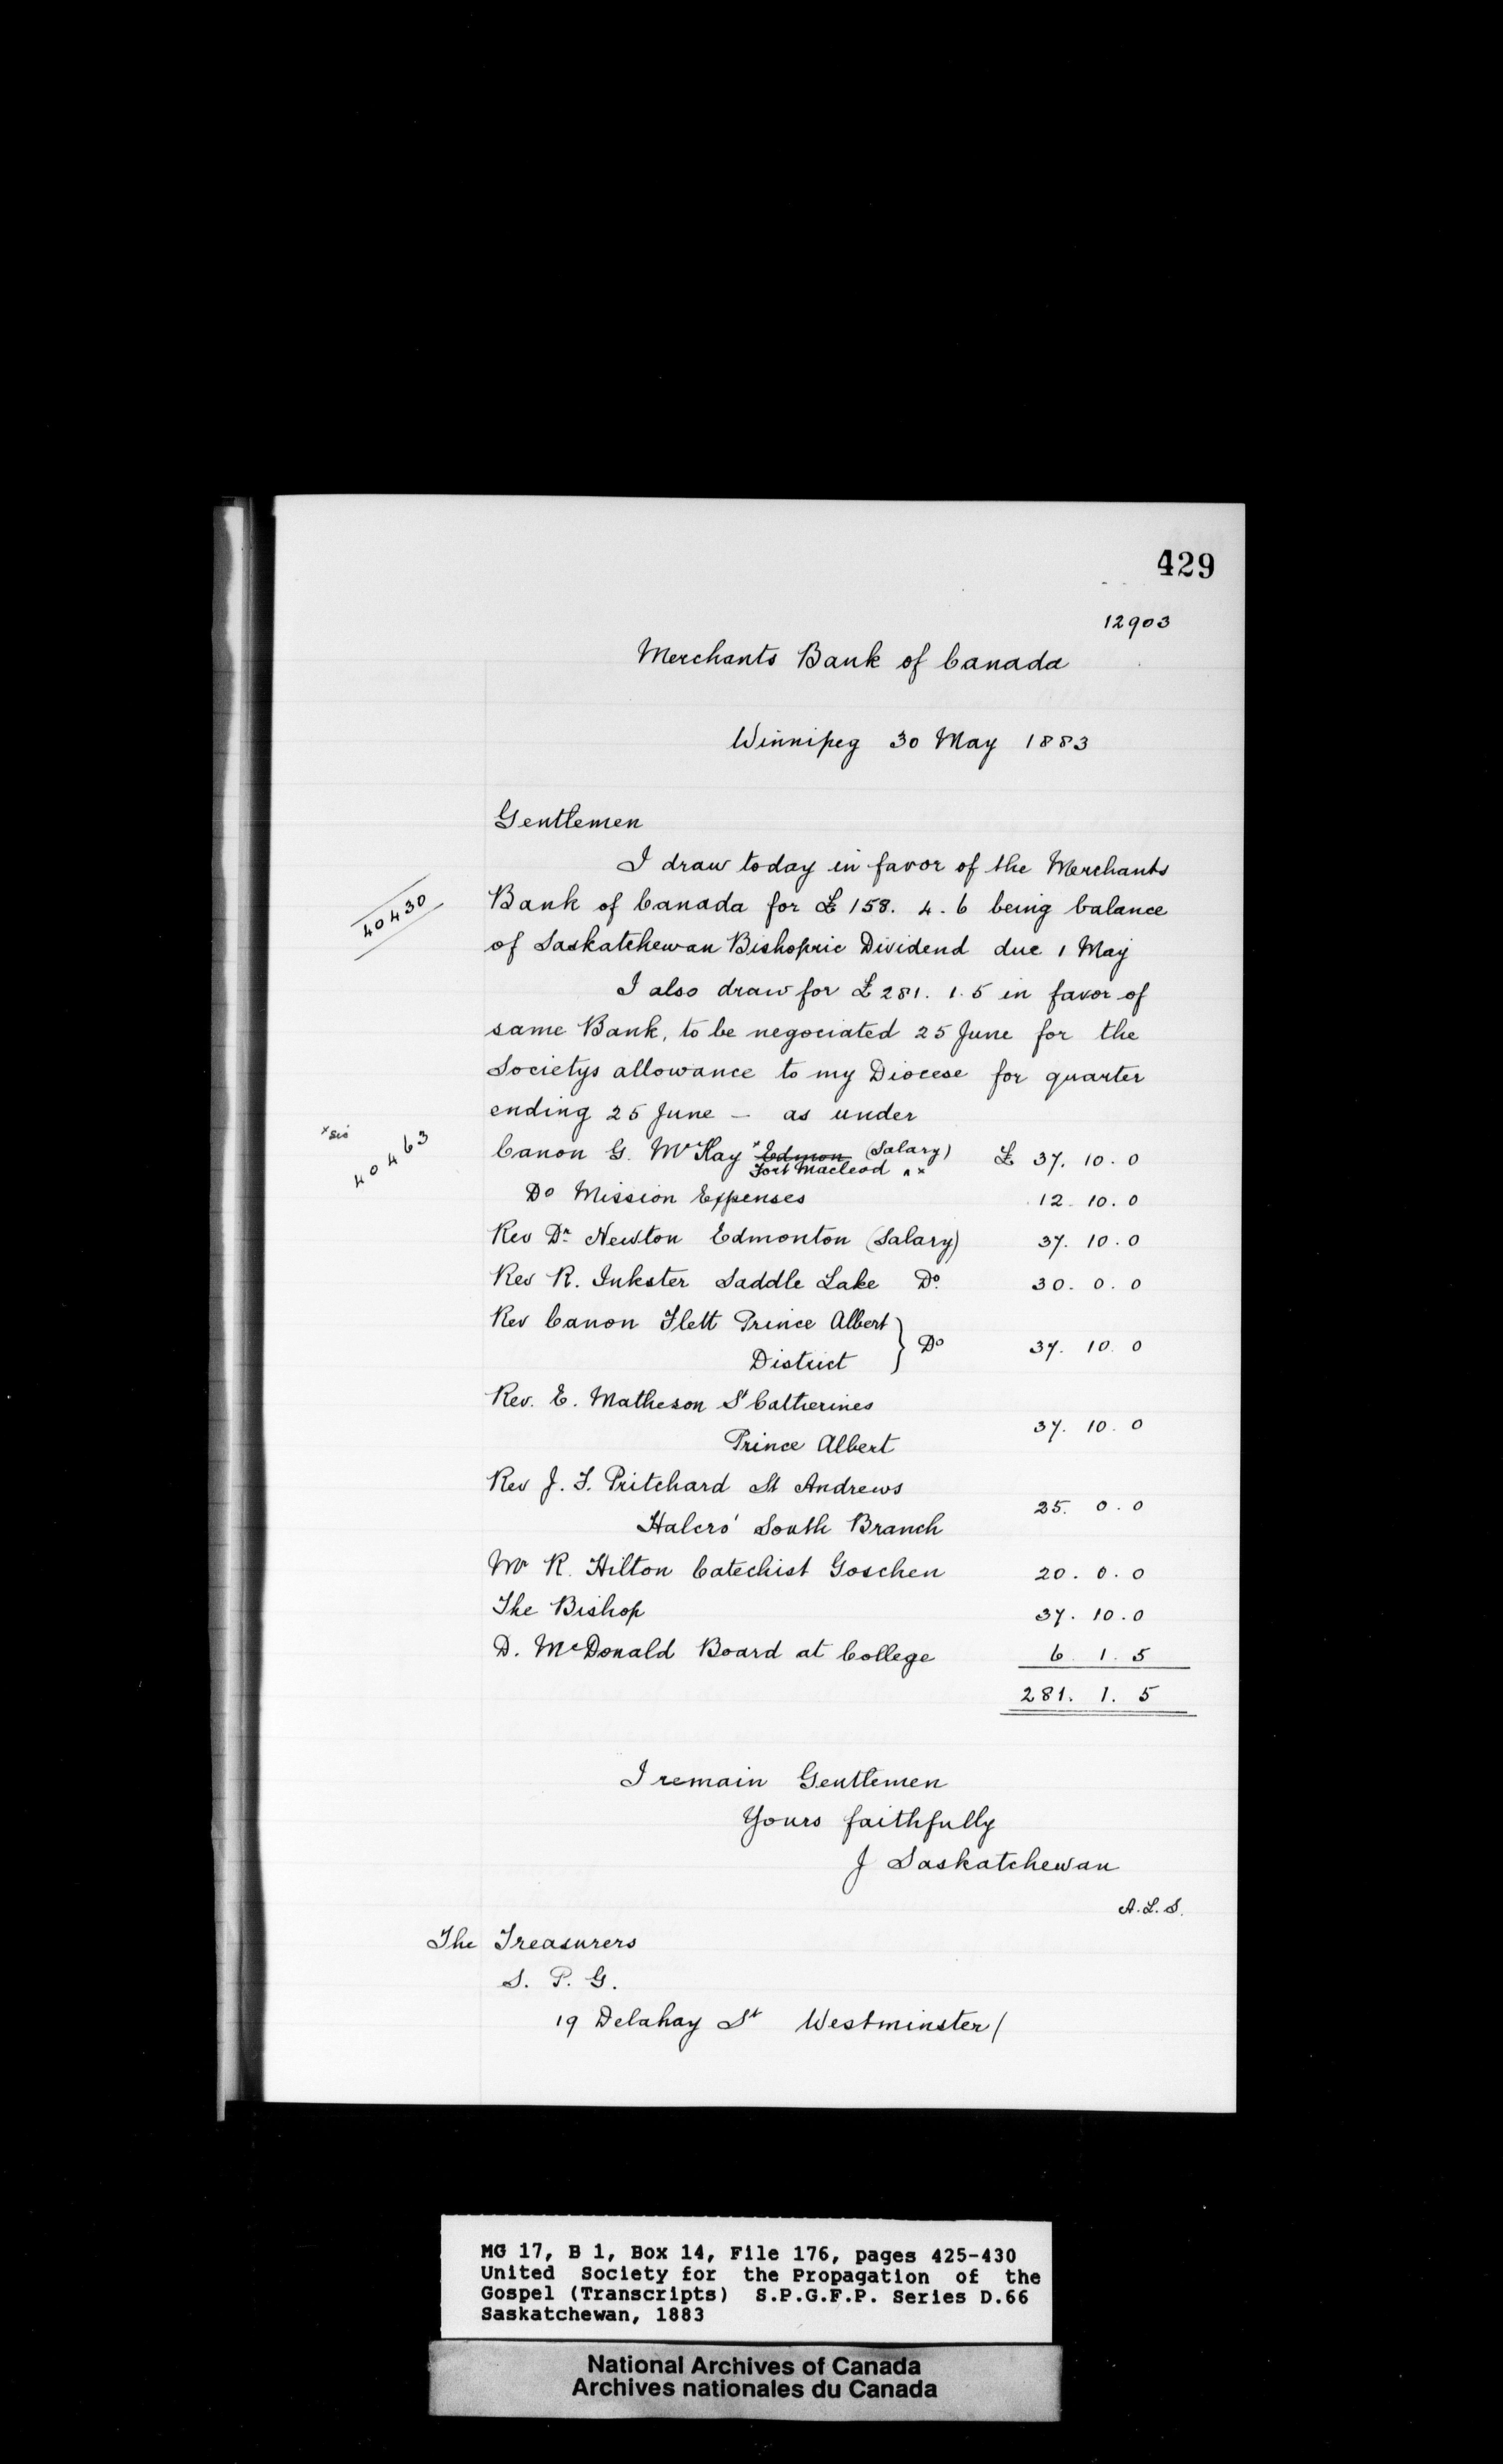 429
12903
Merchants Bank of Canada
Winnipeg 30 May 1883
Gentlemen
I draw today in favor of the Merchants
40430
Bank of Canada for £158. 4. 6 being balance
of Saskatchewan Bishopric Dividend due 1 May
I also draw for £281. 1. 5 in favor of
same Bank, to be negociated 25 June for the
Societys allowance to my Diocese for quarter
ending 25 June – as under
x sic
40463
Canon G. McKay x Edmon (Salary) £ 37. 10. 0
Fort Macleod " x
Do Mission Expenses 12. 10. 0
Rev Dr. Newton Edmonton (Salary) 37. 10. 0
Rev R. Inkster Saddle Lake Do. 30. 0. 0
Rev Canon Flett Prince Albert
District } Do 37. 10. 0
Rev. E. Matheson St Catherines
Prince Albert 37. 10. 0
Rev J. F. Pritchard St Andrews
Halcro' South Branch 25. 0. 0
Mr R. Hilton Catechist Goschen 20. 0. 0
The Bishop 37. 10. 0
D. McDonald Board at College 6. 1. 5
281. 1. 5
I remain Gentlemen
Yours faithfully
J Saskatchewan
A.L.S.
The Treasurers
S. P. G.
19 Delahay St Westminster/
MG 17, B 1, Box 14, File 176, pages 425-430
United Society for the Propagation of the
Gospel (Transcripts) S.P.G.F.P. Series D.66
Saskatchewan, 1883
National Archives of Canada
Archives nationales du Canada